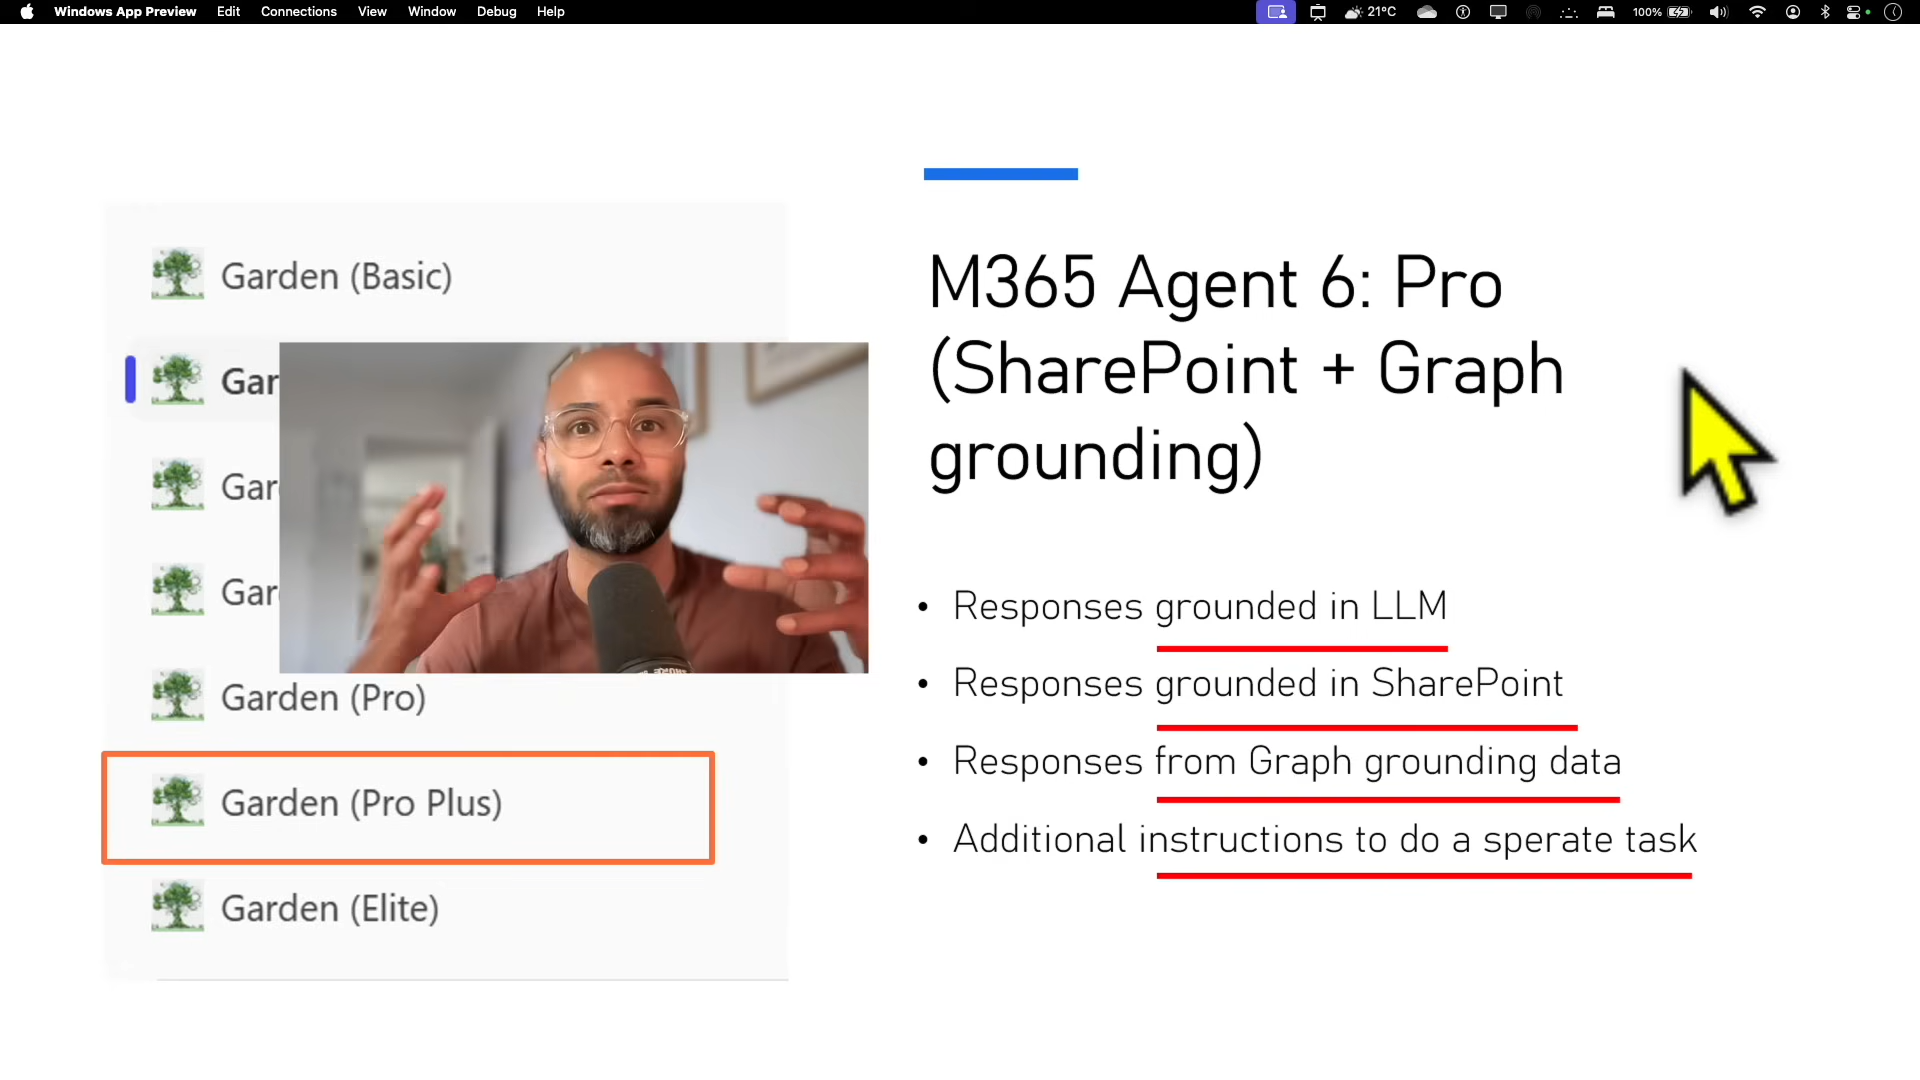 Windows App Preview Edit Connections View Window Debug Help 21°C 100%
Garden (Basic)
Gar
Gar
Gar
Garden (Pro)
Garden (Pro Plus)
Garden (Elite)
M365 Agent 6: Pro
(SharePoint + Graph
grounding)
• Responses grounded in LLM
• Responses grounded in SharePoint
• Responses from Graph grounding data
• Additional instructions to do a sperate task